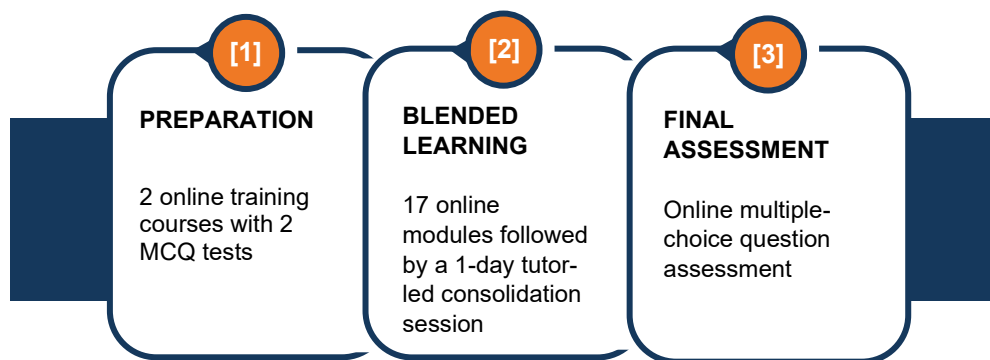 [1]
PREPARATION
2 online training
courses with 2
MCQ tests
[2]
BLENDED
LEARNING
17 online
modules followed
by a 1-day tutor-
led consolidation
session
[3]
FINAL
ASSESSMENT
Online multiple-
choice question
assessment